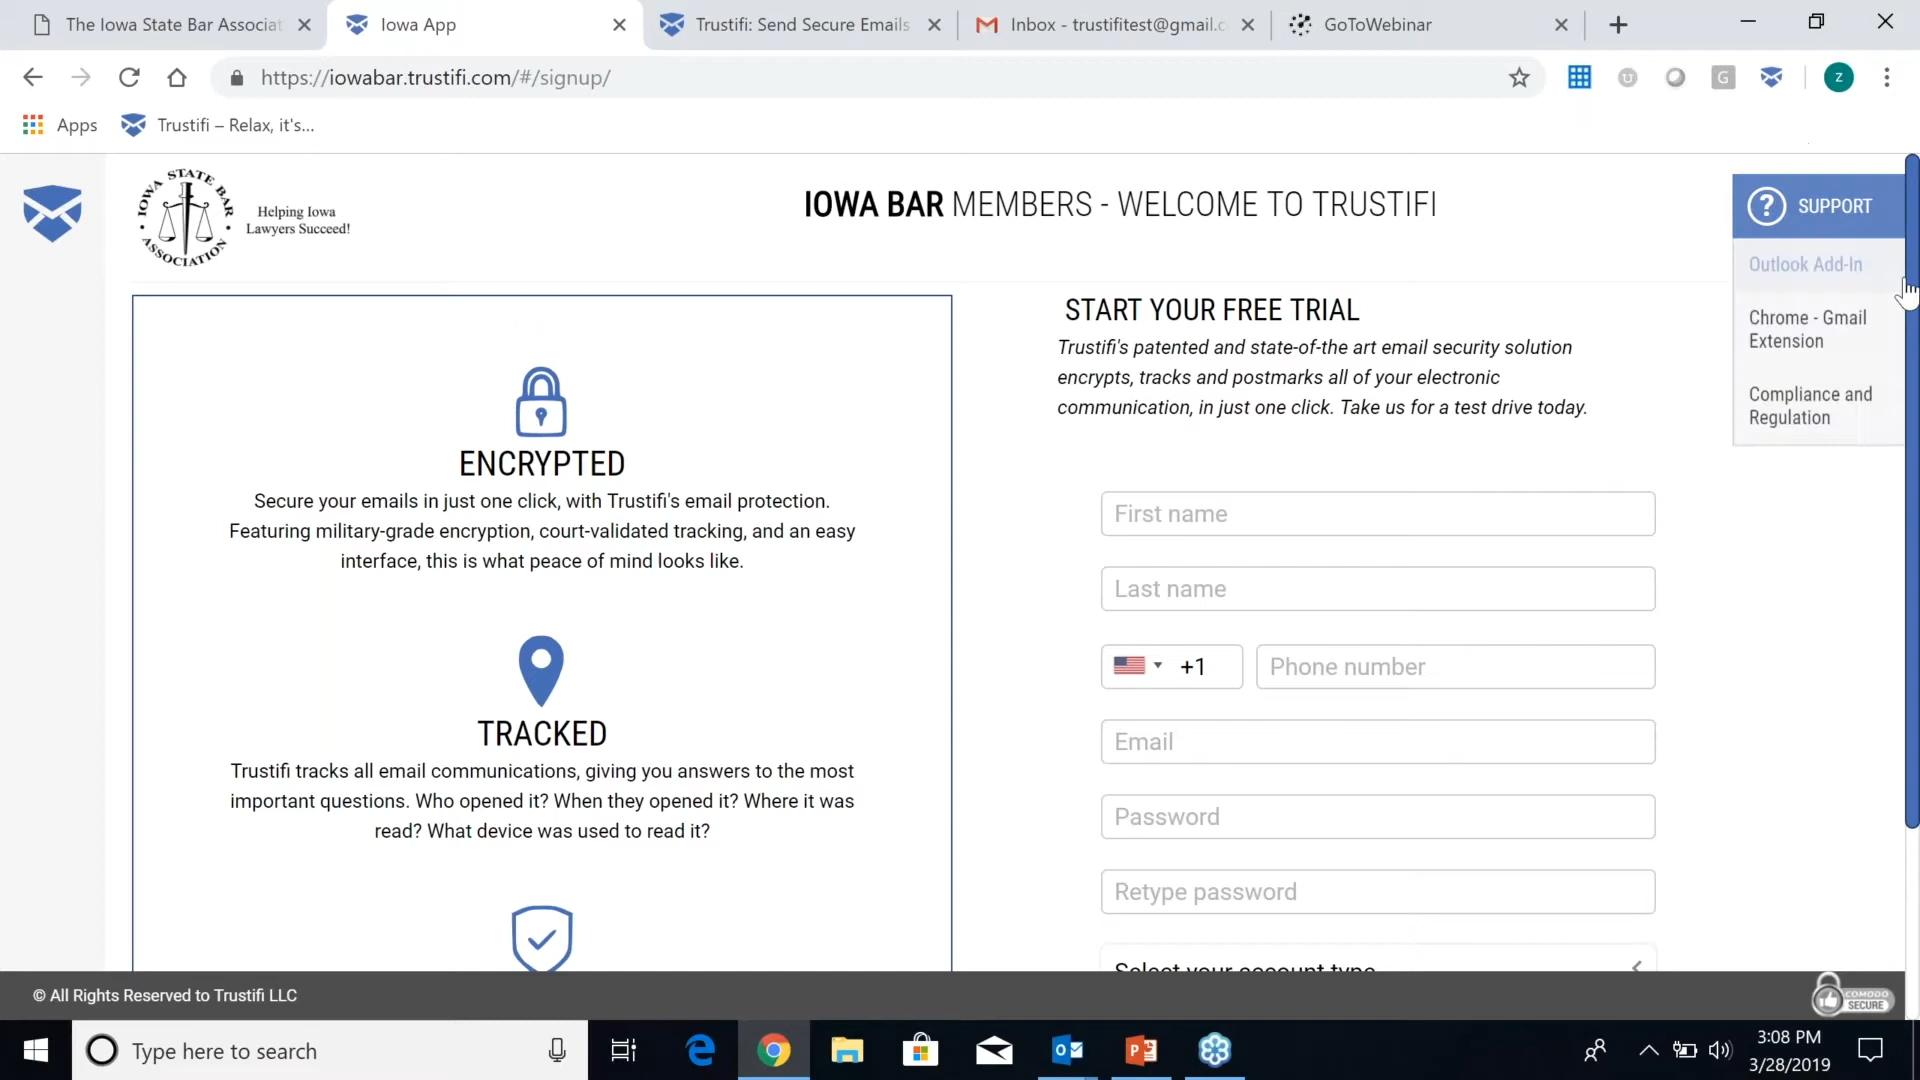 The Iowa State Bar Associat
Iowa App
Trustifi: Send Secure Emails
Inbox - trustifitest@gmail.c
GoToWebinar
https://iowabar.trustifi.com/#/signup/
G
z
Apps
Trustifi – Relax, it's...
IOWA STATE BAR
ASSOCIATION
Helping Iowa
Lawyers Succeed!
IOWA BAR MEMBERS - WELCOME TO TRUSTIFI
? SUPPORT
Outlook Add-In
Chrome - Gmail
Extension
Compliance and
Regulation
ENCRYPTED
Secure your emails in just one click, with Trustifi's email protection.
Featuring military-grade encryption, court-validated tracking, and an easy
interface, this is what peace of mind looks like.
TRACKED
Trustifi tracks all email communications, giving you answers to the most
important questions. Who opened it? When they opened it? Where it was
read? What device was used to read it?
START YOUR FREE TRIAL
Trustifi's patented and state-of-the art email security solution
encrypts, tracks and postmarks all of your electronic
communication, in just one click. Take us for a test drive today.
First name
Last name
+1
Phone number
Email
Password
Retype password
Select your account type
© All Rights Reserved to Trustifi LLC
COMODO
SECURE
Type here to search
3:08 PM
3/28/2019